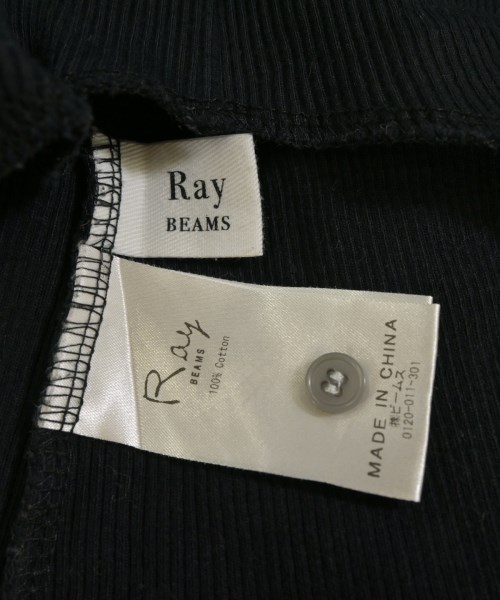 Ray
BEAMS
Ray
BEAMS
100% Cotton
MADE IN CHINA
㈱ビームス
0120-011-301